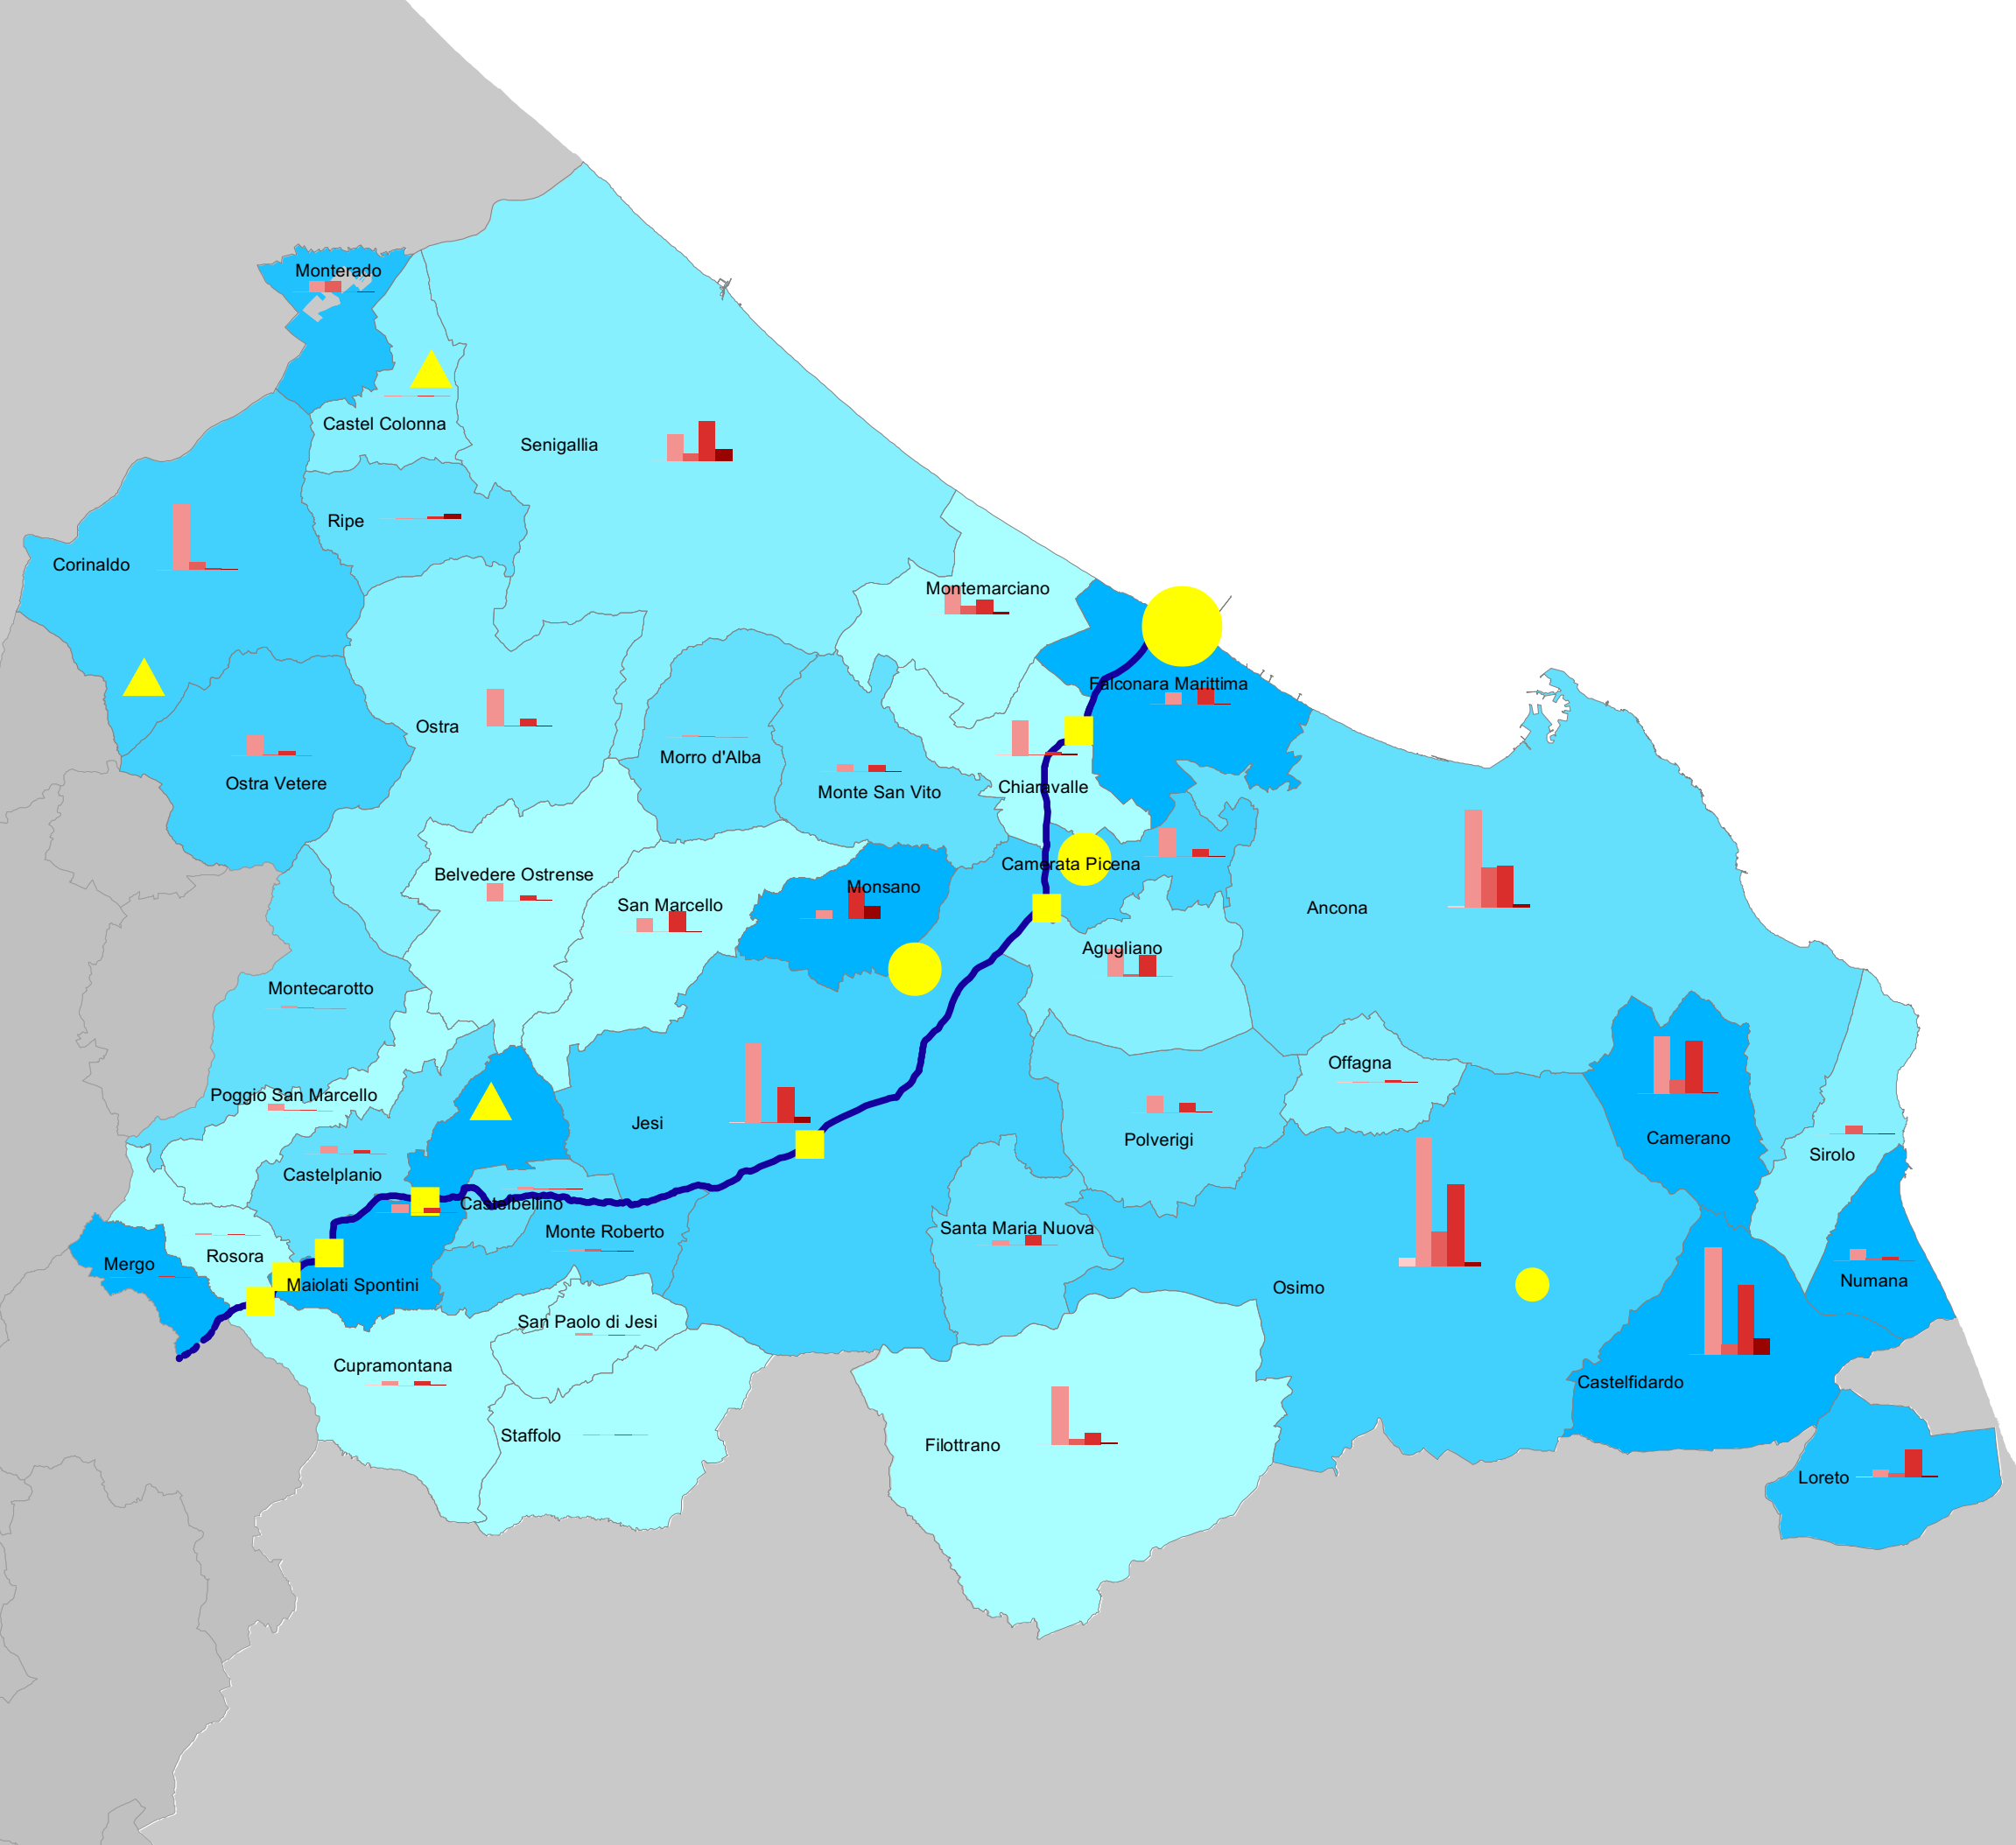 Monterado
Castel Colonna
Senigallia
Ripe
Corinaldo
Montemarciano
Falconara Marittima
Ostra
Morro d'Alba
Ostra Vetere
Monte San Vito
Chiaravalle
Camerata Picena
Belvedere Ostrense
Monsano
San Marcello
Ancona
Agugliano
Montecarotto
Offagna
Poggio San Marcello
Jesi
Polverigi
Camerano
Sirolo
Castelplanio
Castelbellino
Monte Roberto
Santa Maria Nuova
Rosora
Mergo
Maiolati Spontini
Osimo
Numana
San Paolo di Jesi
Cupramontana
Castelfidardo
Staffolo
Filottrano
Loreto